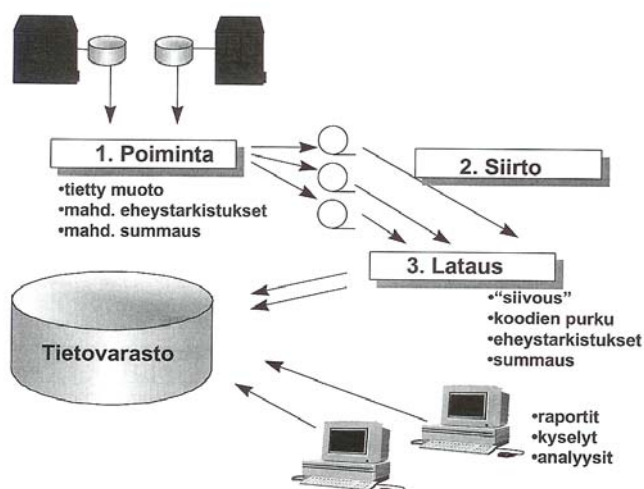 1. Poiminta
•tietty muoto
•mahd. eheystarkistukset
•mahd. summaus
2. Siirto
3. Lataus
•“siivous”
•koodien purku
•eheystarkistukset
•summaus
Tietovarasto
•raportit
•kyselyt
•analyysit